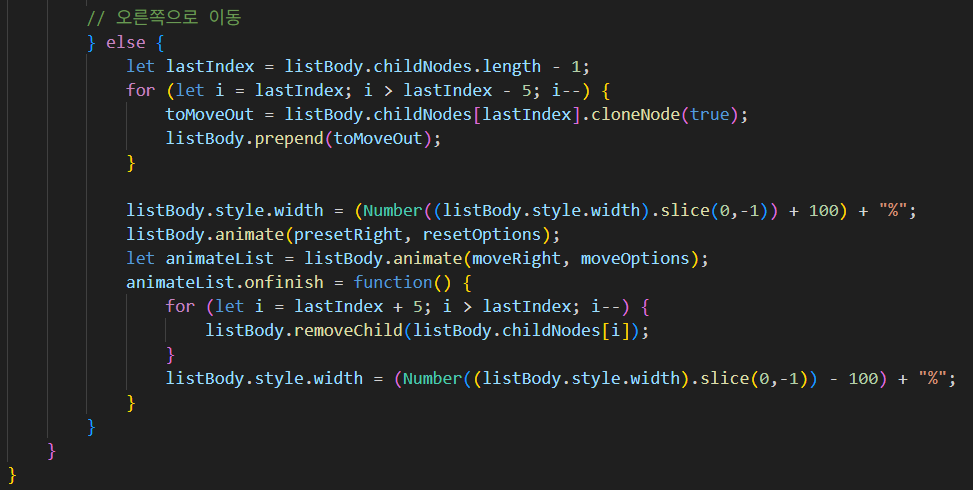 // 오른쪽으로 이동
} else {
let lastIndex = listBody.childNodes.length - 1;
for (let i = lastIndex; i > lastIndex - 5; i--) {
toMoveOut = listBody.childNodes[lastIndex].cloneNode(true);
listBody.prepend(toMoveOut);
}
listBody.style.width = (Number((listBody.style.width).slice(0,-1)) + 100) + "%";
listBody.animate(presetRight, resetOptions);
let animateList = listBody.animate(moveRight, moveOptions);
animateList.onfinish = function() {
for (let i = lastIndex + 5; i > lastIndex; i--) {
listBody.removeChild(listBody.childNodes[i]);
}
listBody.style.width = (Number((listBody.style.width).slice(0,-1)) - 100) + "%";
}
}
}
}